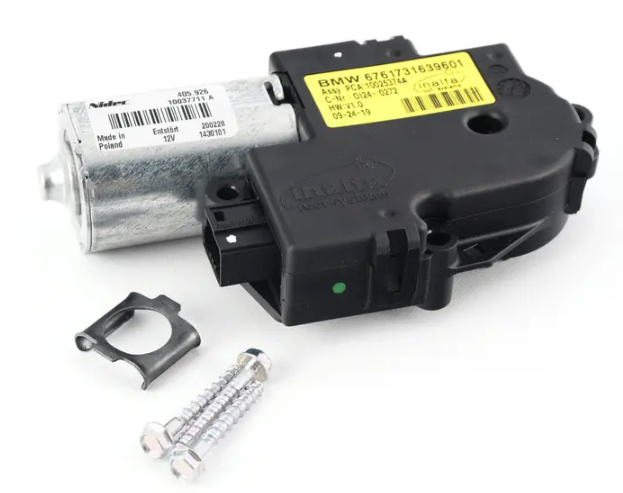 Nidec
405.926
10037711 A
Made in
Poland
Entstört
12V
200228
1430101
BMW 6761731639601
Assy PCA 10025374A
C-Nr. 0124- 0272
HW:V1.0
09-24-19
inalfa
inalfa